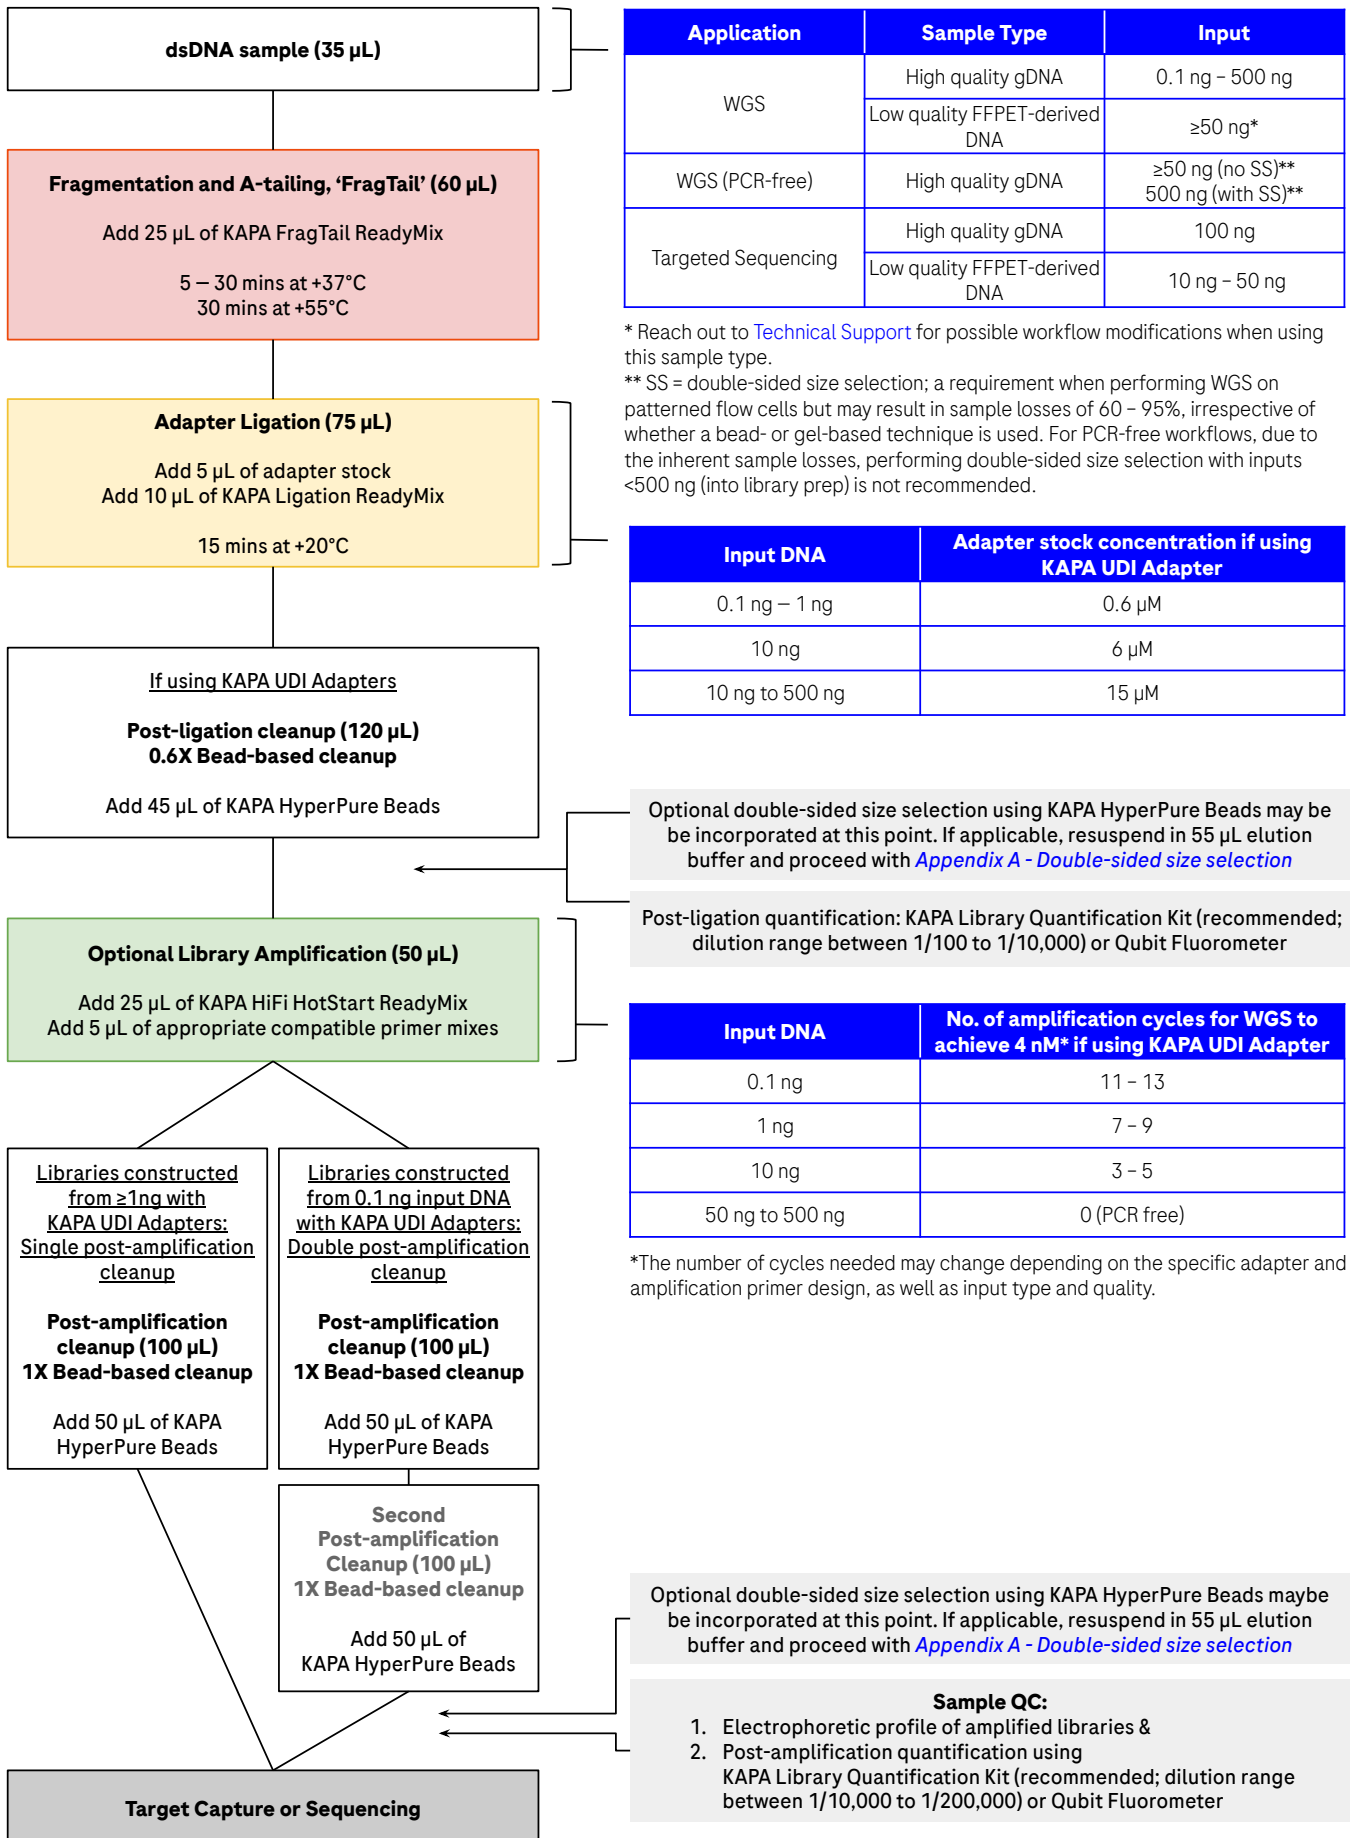 dsDNA sample (35 µL)
Application Sample Type Input
WGS
High quality gDNA 0.1 ng – 500 ng
Low quality FFPET-derived
DNA
≥50 ng*
WGS (PCR-free) High quality gDNA
≥50 ng (no SS)**
500 ng (with SS)**
Targeted Sequencing
High quality gDNA 100 ng
Low quality FFPET-derived
DNA
10 ng – 50 ng
* Reach out to Technical Support for possible workflow modifications when using
this sample type.
** SS = double-sided size selection; a requirement when performing WGS on
patterned flow cells but may result in sample losses of 60 – 95%, irrespective of
whether a bead- or gel-based technique is used. For PCR-free workflows, due to
the inherent sample losses, performing double-sided size selection with inputs
<500 ng (into library prep) is not recommended.
Fragmentation and A-tailing, ‘FragTail’ (60 µL)
Add 25 µL of KAPA FragTail ReadyMix
5 – 30 mins at +37°C
30 mins at +55°C
Adapter Ligation (75 µL)
Add 5 µL of adapter stock
Add 10 µL of KAPA Ligation ReadyMix
15 mins at +20°C
Input DNA
Adapter stock concentration if using
KAPA UDI Adapter
0.1 ng – 1 ng 0.6 µM
10 ng 6 µM
10 ng to 500 ng 15 µM
If using KAPA UDI Adapters
Post-ligation cleanup (120 µL)
0.6X Bead-based cleanup
Add 45 µL of KAPA HyperPure Beads
Optional double-sided size selection using KAPA HyperPure Beads may be
be incorporated at this point. If applicable, resuspend in 55 µL elution
buffer and proceed with Appendix A - Double-sided size selection
Post-ligation quantification: KAPA Library Quantification Kit (recommended;
dilution range between 1/100 to 1/10,000) or Qubit Fluorometer
Optional Library Amplification (50 µL)
Add 25 µL of KAPA HiFi HotStart ReadyMix
Add 5 µL of appropriate compatible primer mixes
Input DNA
No. of amplification cycles for WGS to
achieve 4 nM* if using KAPA UDI Adapter
0.1 ng 11 – 13
1 ng 7 – 9
10 ng 3 – 5
50 ng to 500 ng 0 (PCR free)
*The number of cycles needed may change depending on the specific adapter and
amplification primer design, as well as input type and quality.
Libraries constructed
from ≥1ng with
KAPA UDI Adapters:
Single post-amplification
cleanup
Post-amplification
cleanup (100 µL)
1X Bead-based cleanup
Add 50 µL of KAPA
HyperPure Beads
Libraries constructed
from 0.1 ng input DNA
with KAPA UDI Adapters:
Double post-amplification
cleanup
Post-amplification
cleanup (100 µL)
1X Bead-based cleanup
Add 50 µL of KAPA
HyperPure Beads
Second
Post-amplification
Cleanup (100 µL)
1X Bead-based cleanup
Add 50 µL of
KAPA HyperPure Beads
Optional double-sided size selection using KAPA HyperPure Beads maybe
be incorporated at this point. If applicable, resuspend in 55 µL elution
buffer and proceed with Appendix A - Double-sided size selection
Sample QC:
1. Electrophoretic profile of amplified libraries &
2. Post-amplification quantification using
KAPA Library Quantification Kit (recommended; dilution range
between 1/10,000 to 1/200,000) or Qubit Fluorometer
Target Capture or Sequencing